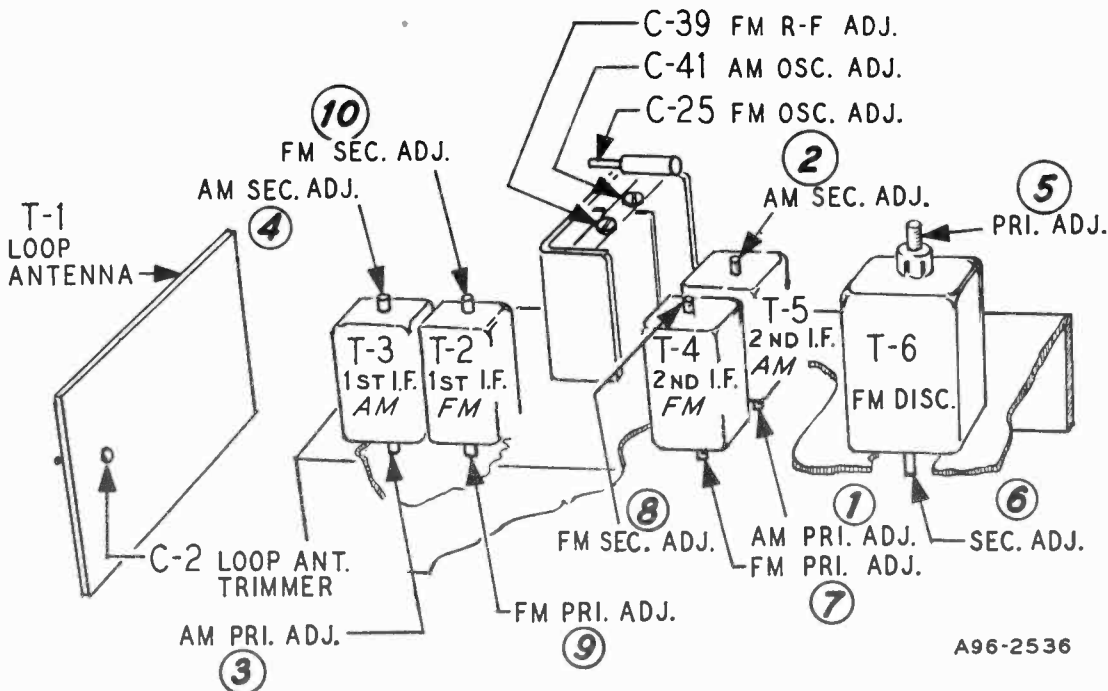 C-39 FM R-F ADJ.
C-41 AM OSC. ADJ.
C-25 FM OSC. ADJ.
10
FM SEC. ADJ.
AM SEC. ADJ.
4
2
AM SEC. ADJ.
5
PRI. ADJ.
T-1
LOOP
ANTENNA
T-3
1ST I.F.
AM
T-2
1ST I.F.
FM
T-4
2ND I.F.
FM
T-5
2ND I.F.
AM
T-6
FM DISC.
8
FM SEC. ADJ.
1
AM PRI. ADJ.
FM PRI. ADJ.
7
6
SEC. ADJ.
C-2 LOOP ANT.
TRIMMER
AM PRI. ADJ.
3
FM PRI. ADJ.
9
A96-2536